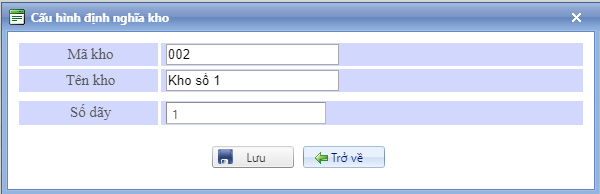 Cấu hình định nghĩa kho
Mã kho 002
Tên kho Kho số 1
Số dãy 1
Lưu Trở về